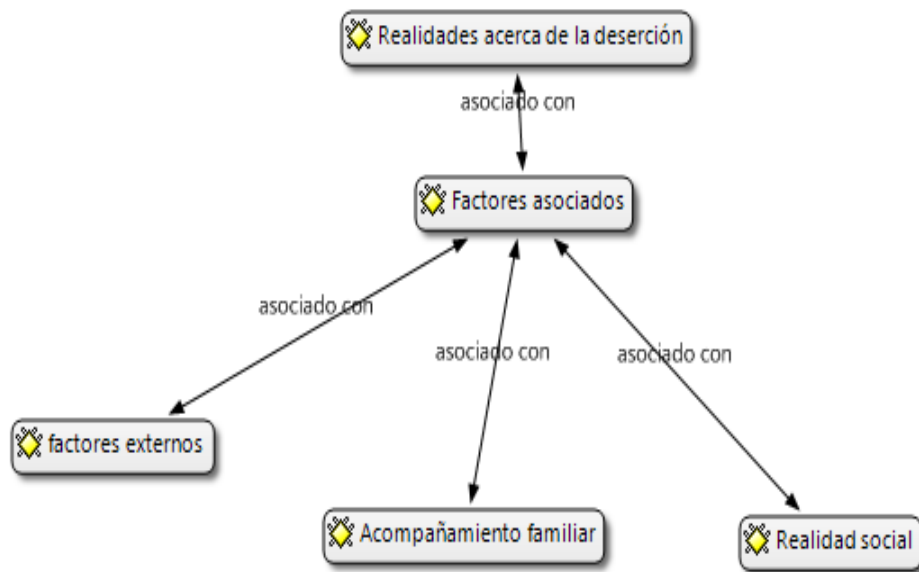 Realidades acerca de la deserción
asociado con
Factores asociados
asociado con
asociado con
asociado con
factores externos
Acompañamiento familiar
Realidad social